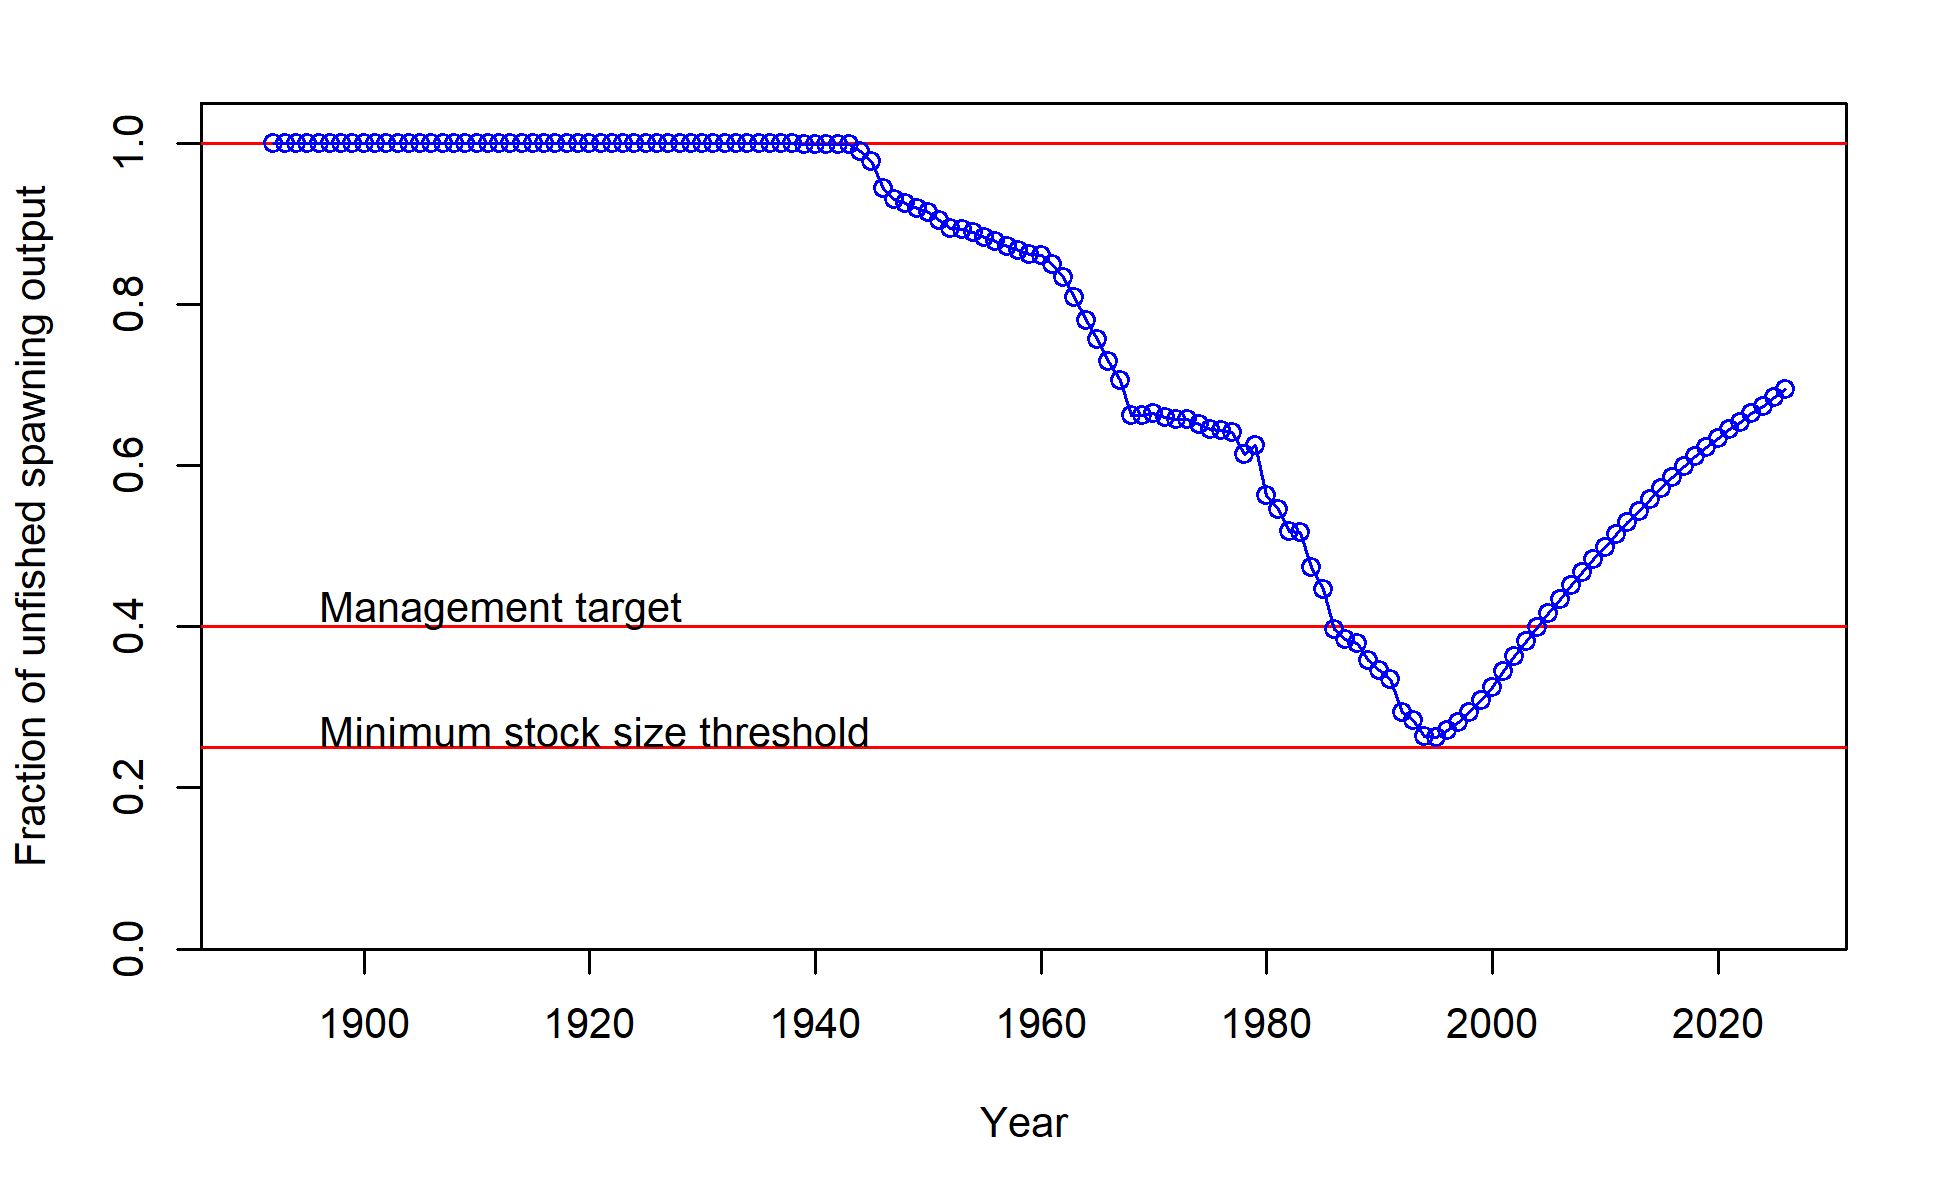 Fraction of unfished spawning output
1.0
0.8
0.6
0.4
0.2
0.0
Management target
Minimum stock size threshold
1900 1920 1940 1960 1980 2000 2020
Year